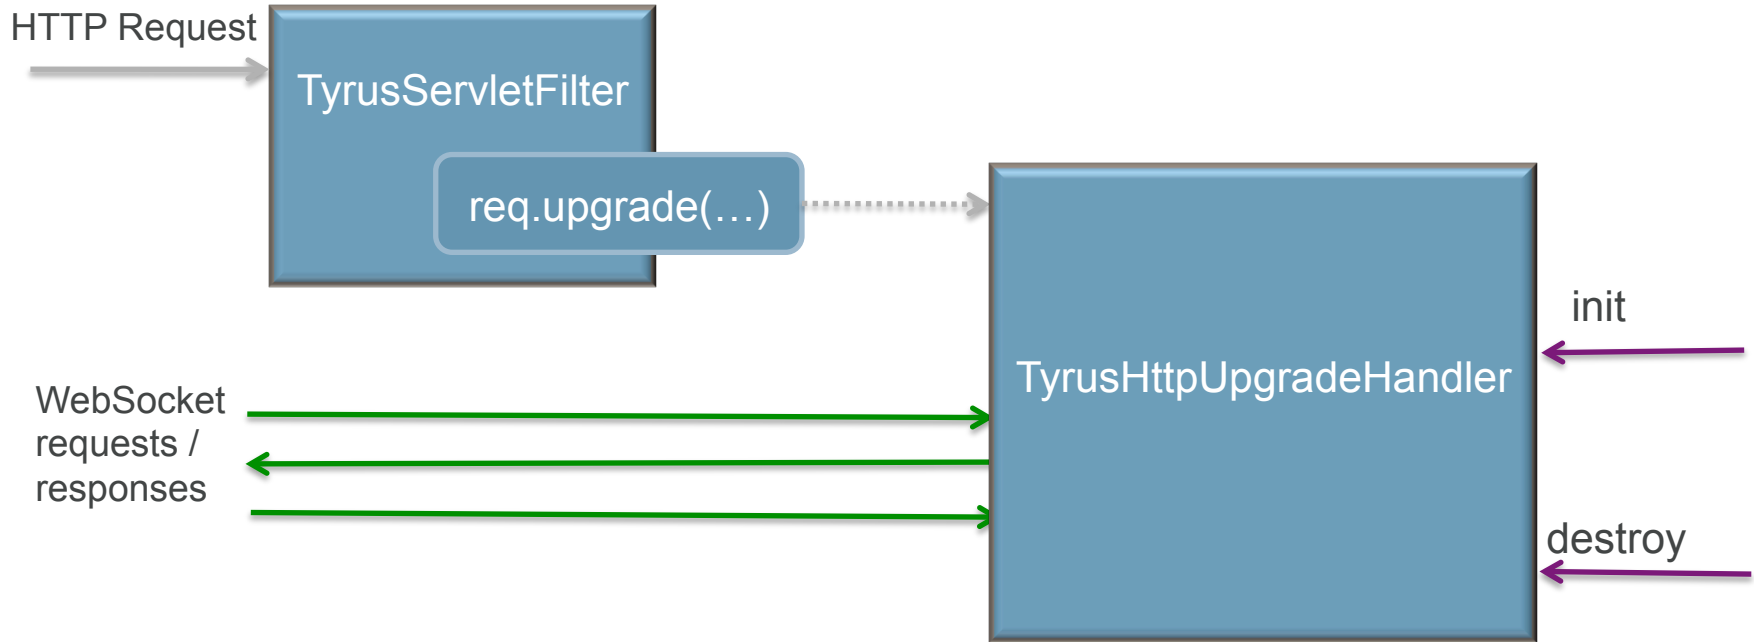 HTTP Request
TyrusServletFilter
req.upgrade(…)
init
TyrusHttpUpgradeHandler
WebSocket
requests /
responses
destroy